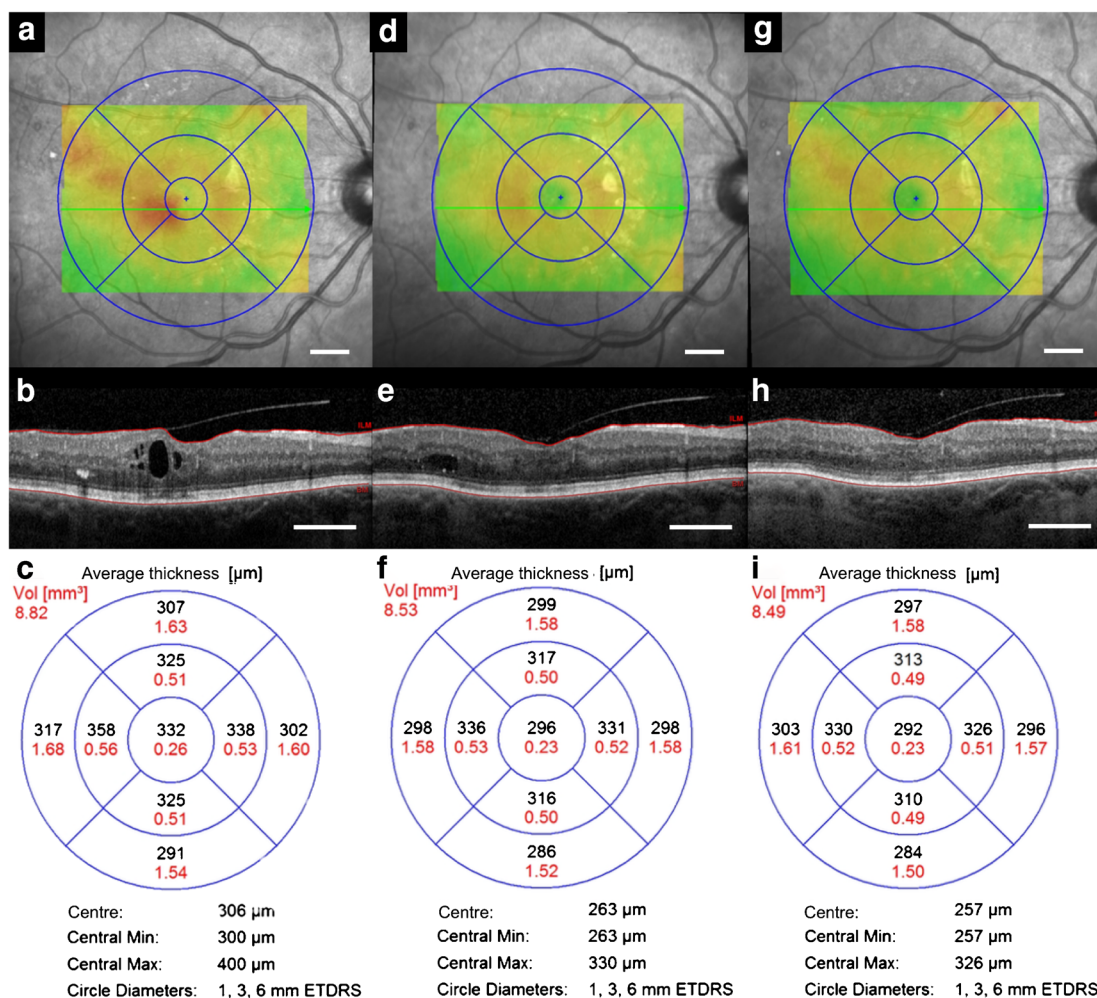 a d g
b e h
ILM ILM
c f i
Average thickness [µm]
Vol [mm³]
8.82
307
1.63
325
0.51
317 358 332 338 302
1.68 0.56 0.26 0.53 1.60
325
0.51
291
1.54
Centre: 306 µm
Central Min: 300 µm
Central Max: 400 µm
Circle Diameters: 1, 3, 6 mm ETDRS
Average thickness [µm]
Vol [mm³]
8.53
299
1.58
317
0.50
298 336 296 331 298
1.58 0.53 0.23 0.52 1.58
316
0.50
286
1.52
Centre: 263 µm
Central Min: 263 µm
Central Max: 330 µm
Circle Diameters: 1, 3, 6 mm ETDRS
Average thickness [µm]
Vol [mm³]
8.49
297
1.58
313
0.49
303 330 292 326 296
1.61 0.52 0.23 0.51 1.57
310
0.49
284
1.50
Centre: 257 µm
Central Min: 257 µm
Central Max: 326 µm
Circle Diameters: 1, 3, 6 mm ETDRS